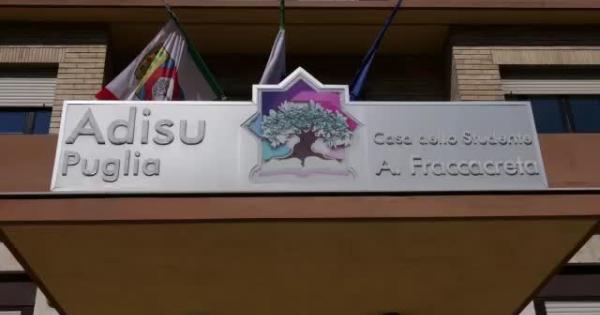 Adisu
Puglia
Casa dello Studente
A. Fraccacreta